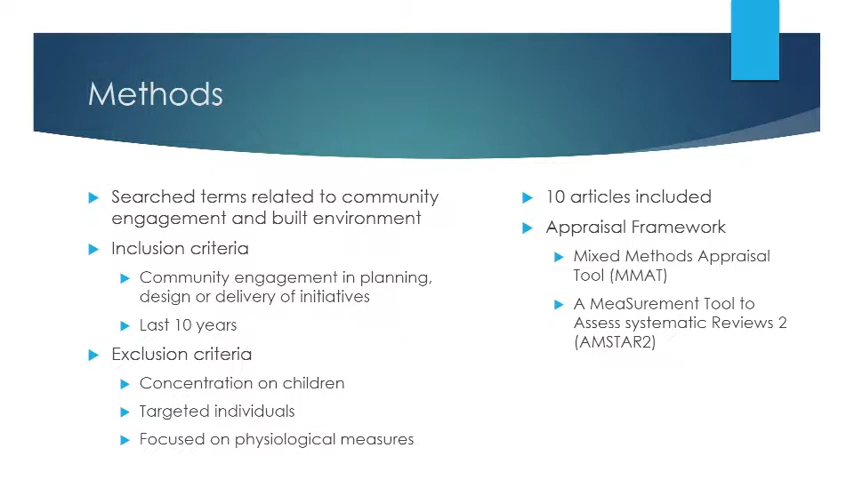 Methods
Searched terms related to community
engagement and built environment
Inclusion criteria
Community engagement in planning,
design or delivery of initiatives
Last 10 years
Exclusion criteria
Concentration on children
Targeted individuals
Focused on physiological measures
10 articles included
Appraisal Framework
Mixed Methods Appraisal
Tool (MMAT)
A MeaSurement Tool to
Assess systematic Reviews 2
(AMSTAR2)